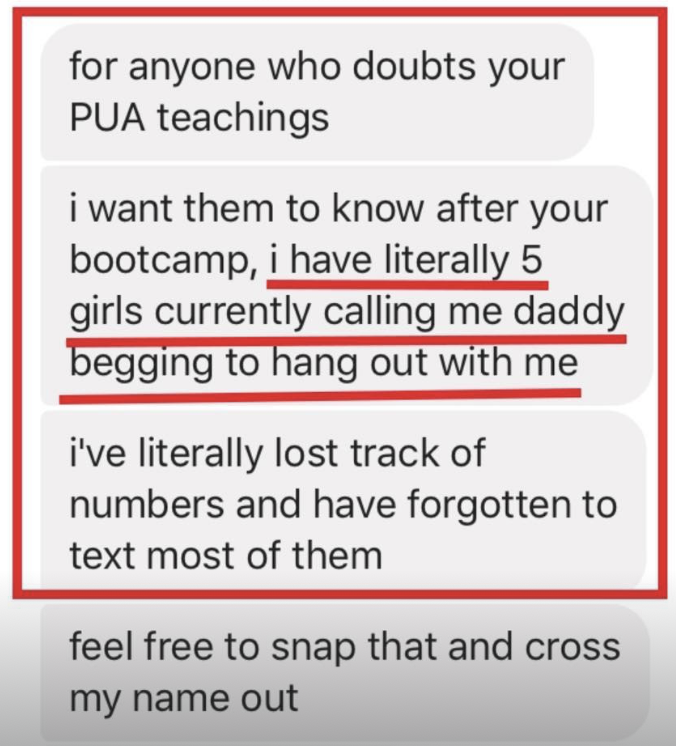 for anyone who doubts your
PUA teachings
i want them to know after your
bootcamp, i have literally 5
girls currently calling me daddy
begging to hang out with me
i've literally lost track of
numbers and have forgotten to
text most of them
feel free to snap that and cross
my name out